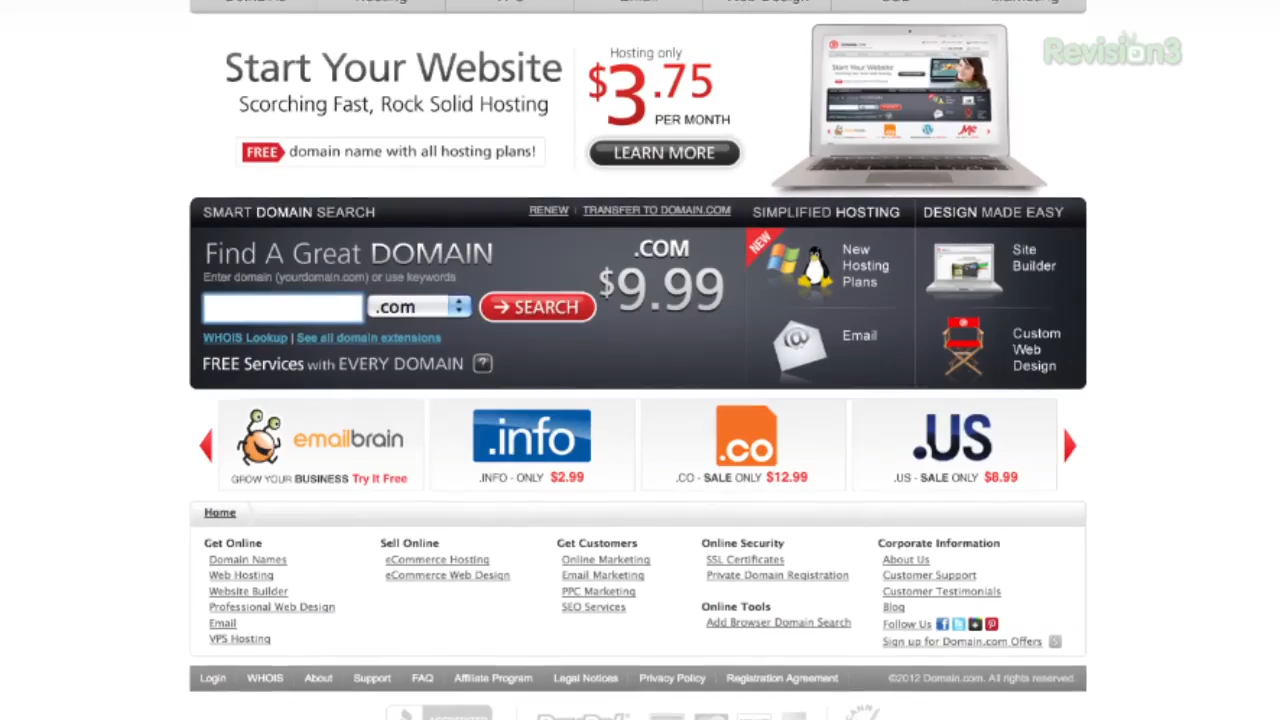 Revision3
Start Your Website
Scorching Fast, Rock Solid Hosting
FREE domain name with all hosting plans!
Hosting only
$3.75
PER MONTH
LEARN MORE
SMART DOMAIN SEARCH
RENEW | TRANSFER TO DOMAIN.COM
SIMPLIFIED HOSTING
DESIGN MADE EASY
Find A Great DOMAIN
Enter domain (yourdomain.com) or use keywords
.com
SEARCH
.COM
$9.99
WHOIS Lookup | See all domain extensions
FREE Services with EVERY DOMAIN ?
NEW
New
Hosting
Plans
Email
Site
Builder
Custom
Web
Design
emailbrain
GROW YOUR BUSINESS Try It Free
.info
.INFO - ONLY $2.99
.co
.CO - SALE ONLY $12.99
.US
.US - SALE ONLY $8.99
Home
Get Online
Domain Names
Web Hosting
Website Builder
Professional Web Design
Email
VPS Hosting
Sell Online
eCommerce Hosting
eCommerce Web Design
Get Customers
Online Marketing
Email Marketing
PPC Marketing
SEO Services
Online Security
SSL Certificates
Private Domain Registration
Online Tools
Add Browser Domain Search
Corporate Information
About Us
Customer Support
Customer Testimonials
Blog
Follow Us
Sign up for Domain.com Offers
Login WHOIS About Support FAQ Affiliate Program Legal Notices Privacy Policy Registration Agreement ©2012 Domain.com. All rights reserved.